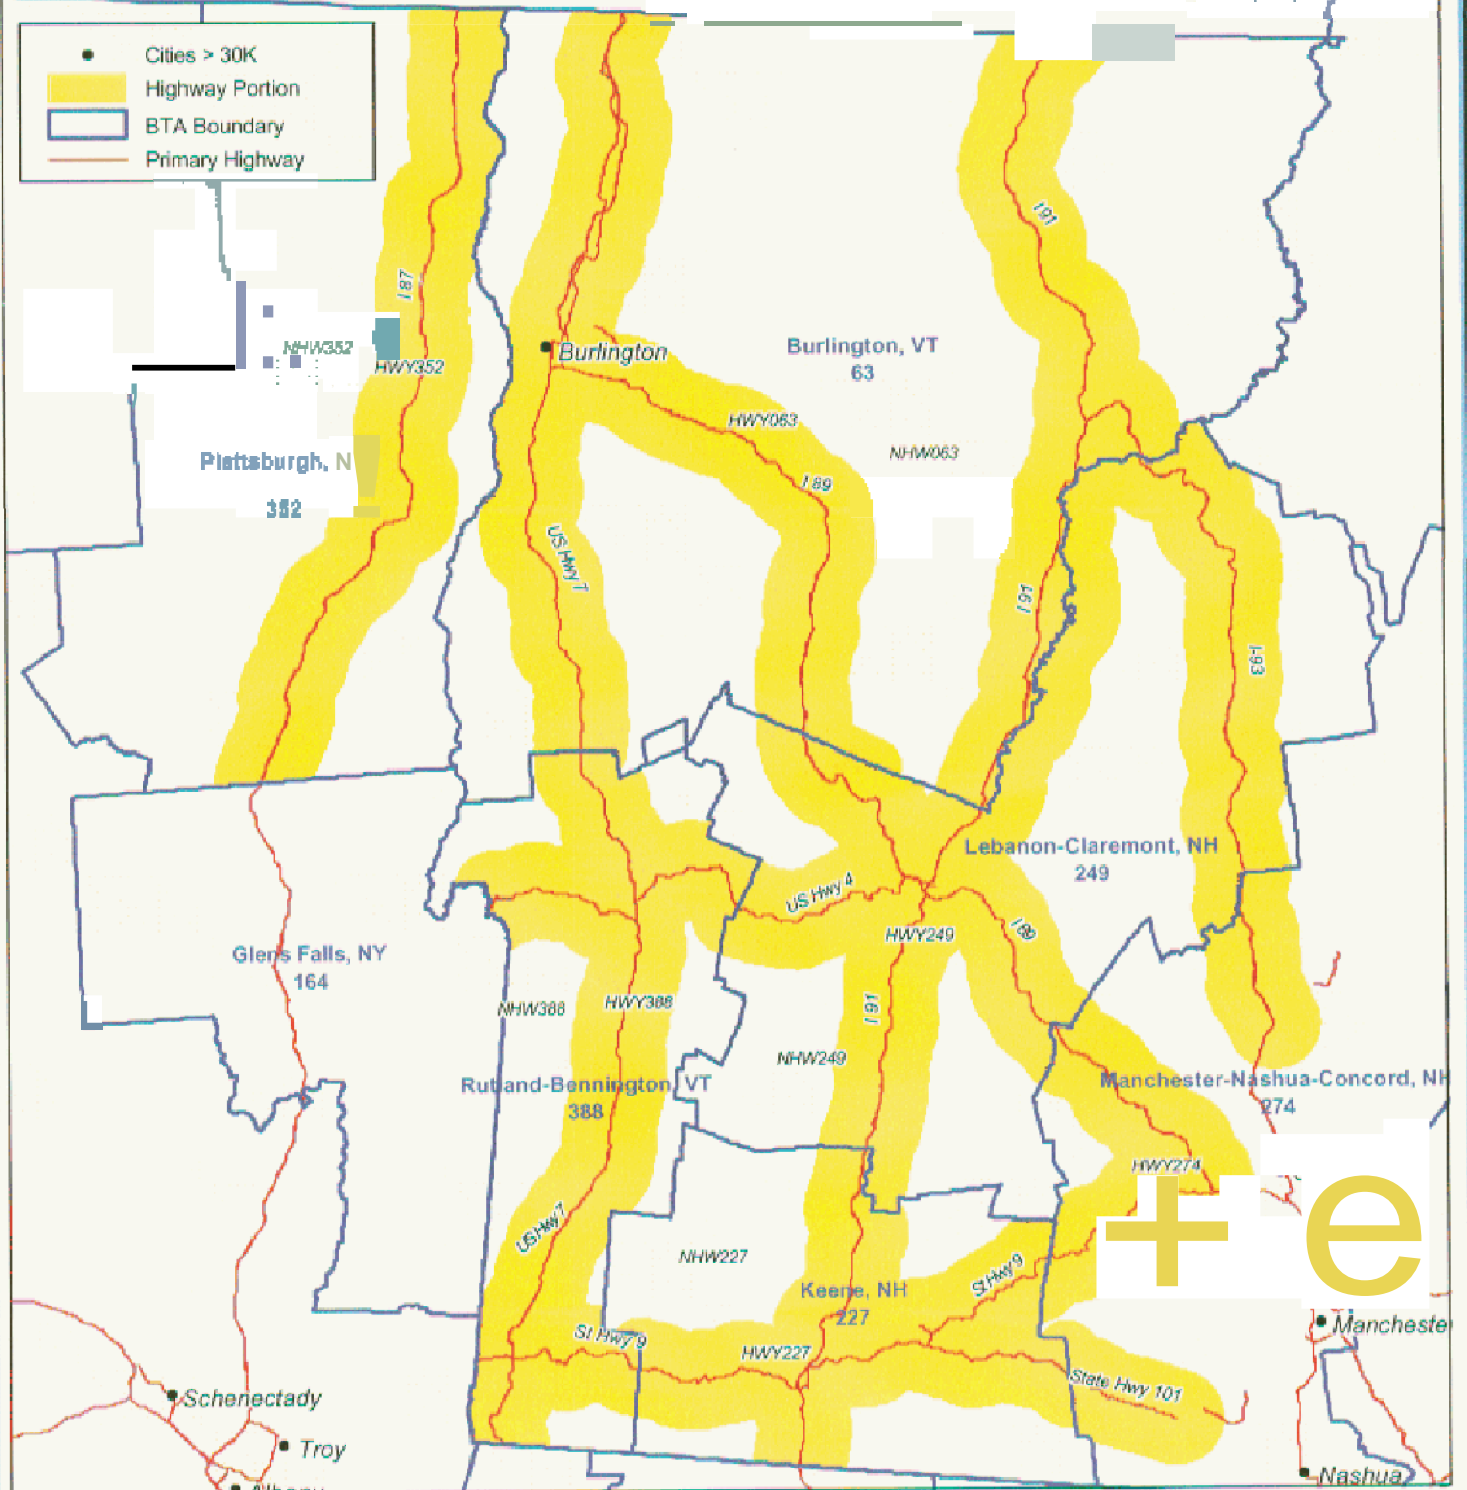 Cities > 30K
Highway Portion
BTA Boundary
Primary Highway
I 91
I 87
NHW352
HWY352
Burlington
Burlington, VT
63
HWY063
NHW063
Plattsburgh, N
352
I 89
US Hwy 7
I 91
I-93
Lebanon-Claremont, NH
249
US Hwy 4
HWY249
I 89
Glens Falls, NY
164
NHW388
HWY388
I 91
NHW249
Rutland-Bennington, VT
388
Manchester-Nashua-Concord, NH
274
HWY274
+ e
US Hwy 7
NHW227
St Hwy 9
Keene, NH
227
Manchester
St Hwy 9
HWY227
State Hwy 101
Schenectady
Troy
Nashua